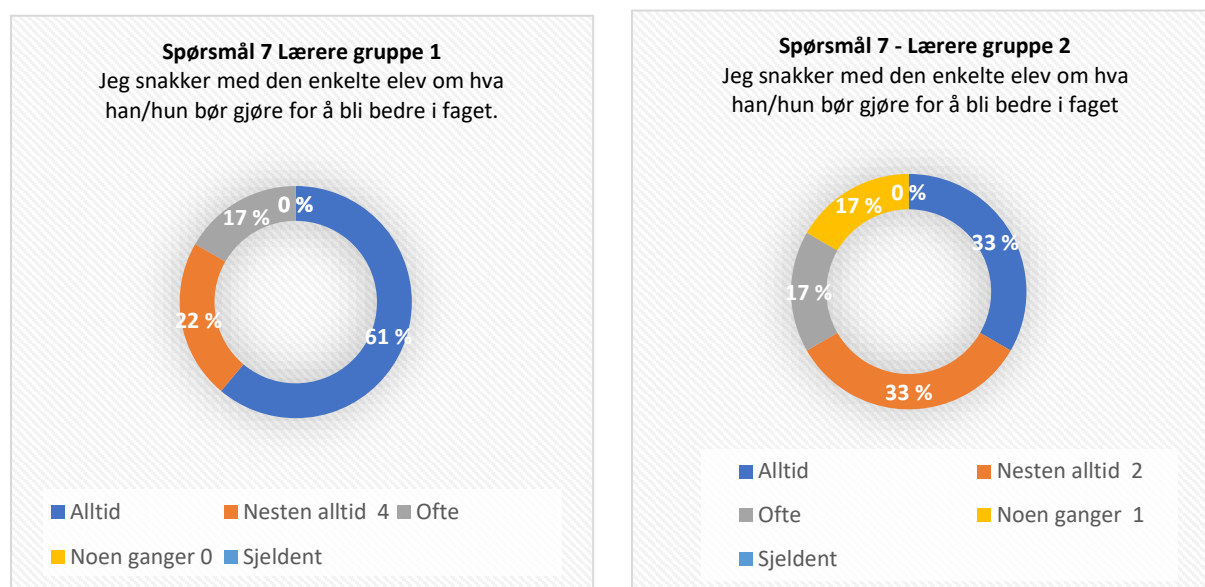 Spørsmål 7 Lærere gruppe 1
Jeg snakker med den enkelte elev om hva
han/hun bør gjøre for å bli bedre i faget.
0 %
17 %
22 %
61 %
Alltid
Nesten alltid 4
Ofte
Noen ganger 0
Sjeldent
Spørsmål 7 - Lærere gruppe 2
Jeg snakker med den enkelte elev om hva
han/hun bør gjøre for å bli bedre i faget
0 %
17 %
33 %
17 %
33 %
Alltid
Nesten alltid 2
Ofte
Noen ganger 1
Sjeldent